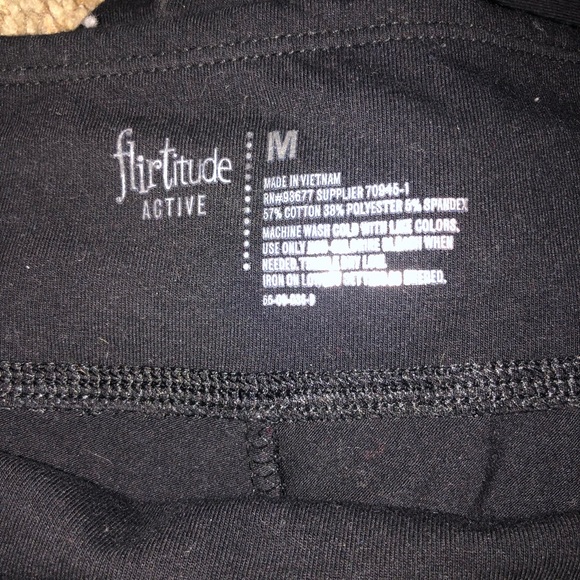 flirtitude
ACTIVE
M
MADE IN VIETNAM
RN#93677 SUPPLIER 70945-1
57% COTTON 38% POLYESTER 5% SPANDEX
MACHINE WASH COLD WITH LIKE COLORS.
USE ONLY NON-CHLORINE BLEACH WHEN
NEEDED. TUMBLE DRY LOW.
IRON ON LOWEST SETTING AS NEEDED.